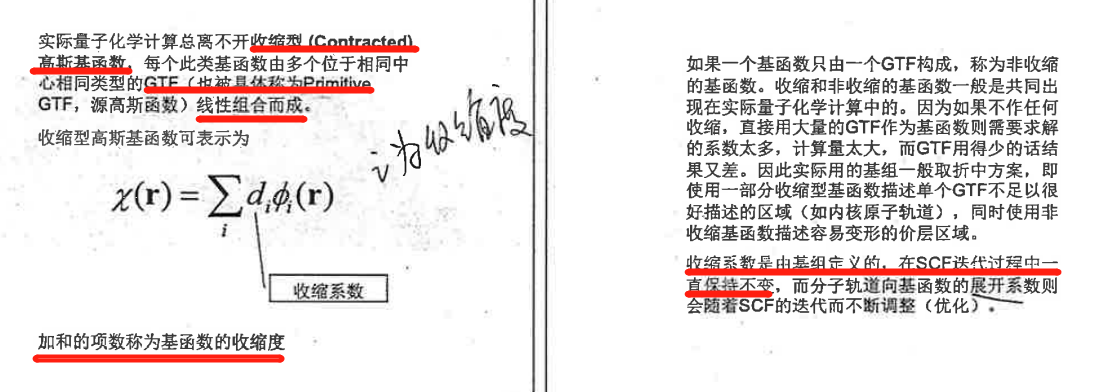 实际量子化学计算总离不开收缩型 (Contracted)
高斯基函数，每个此类基函数由多个位于相同中
心相同类型的GTF（也被具体称为Primitive
GTF，源高斯函数）线性组合而成。
收缩型高斯基函数可表示为
i为收缩度
χ(r) = ∑ d_i φ_i(r)
i
收缩系数
加和的项数称为基函数的收缩度
如果一个基函数只由一个GTF构成，称为非收缩
的基函数。收缩和非收缩的基函数一般是共同出
现在实际量子化学计算中的。因为如果不作任何
收缩，直接用大量的GTF作为基函数则需要求解
的系数太多，计算量太大，而GTF用得少的话结
果又差。因此实际用的基组一般取折中方案，即
使用一部分收缩型基函数描述单个GTF不足以很
好描述的区域（如内核原子轨道），同时使用非
收缩基函数描述容易变形的价层区域。
收缩系数是由基组定义的，在SCF迭代过程中一
直保持不变，而分子轨道向基函数的展开系数则
会随着SCF的迭代而不断调整（优化）。